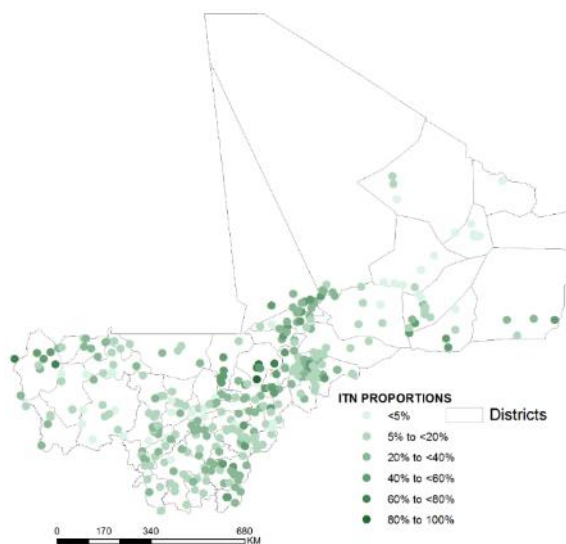 ITN PROPORTIONS
<5% Districts
5% to <20%
20% to <40%
40% to <60%
60% to <80%
80% to 100%
0 170 340 680
KM